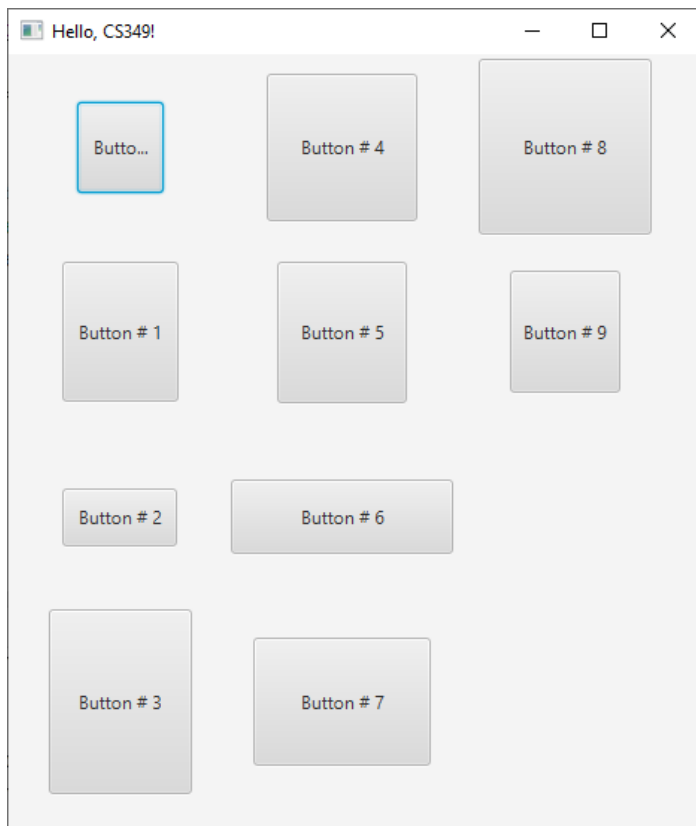 Hello, CS349!
Butto...
Button # 4
Button # 8
Button # 1
Button # 5
Button # 9
Button # 2
Button # 6
Button # 3
Button # 7